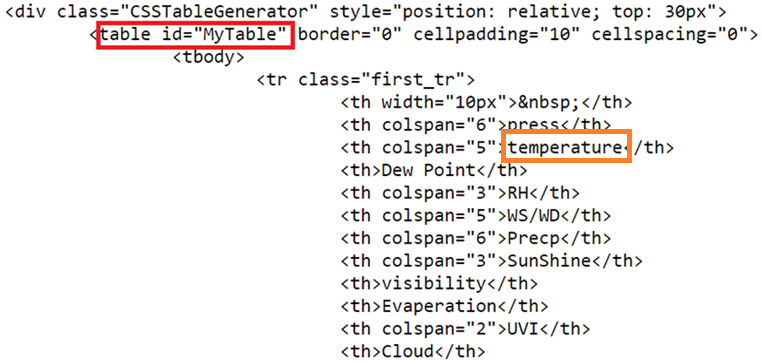 <div class="CSSTableGenerator" style="position: relative; top: 30px">
<table id="MyTable" border="0" cellpadding="10" cellspacing="0">
<tbody>
<tr class="first_tr">
<th width="10px">&nbsp;</th>
<th colspan="6">press</th>
<th colspan="5">temperature</th>
<th>Dew Point</th>
<th colspan="3">RH</th>
<th colspan="5">WS/WD</th>
<th colspan="6">Precp</th>
<th colspan="3">SunShine</th>
<th>visibility</th>
<th>Evaperation</th>
<th colspan="2">UVI</th>
<th>Cloud</th>